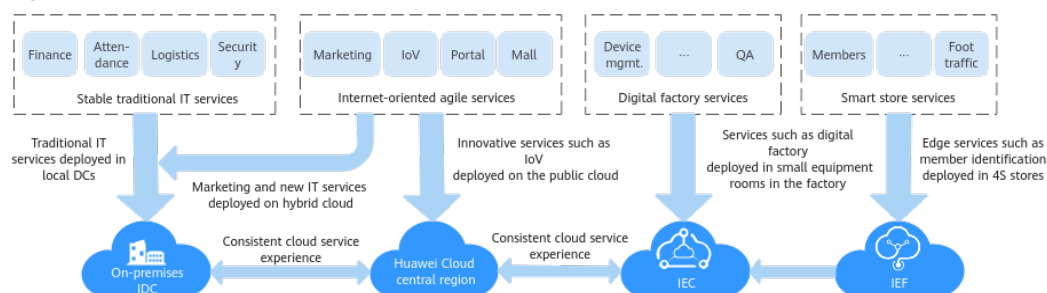 Finance
Atten-
dance
Logistics
Securit
y
Stable traditional IT services
Marketing
IoV
Portal
Mall
Internet-oriented agile services
Device
mgmt.
...
QA
Digital factory services
Members
...
Foot
traffic
Smart store services
Traditional IT
services deployed in
local DCs
Marketing and new IT services
deployed on hybrid cloud
Innovative services such as
IoV
deployed on the public cloud
Services such as digital
factory
deployed in small equipment
rooms in the factory
Edge services such as
member identification
deployed in 4S stores
On-premises
IDC
Consistent cloud service
experience
Huawei Cloud
central region
Consistent cloud service
experience
IEC
IEF